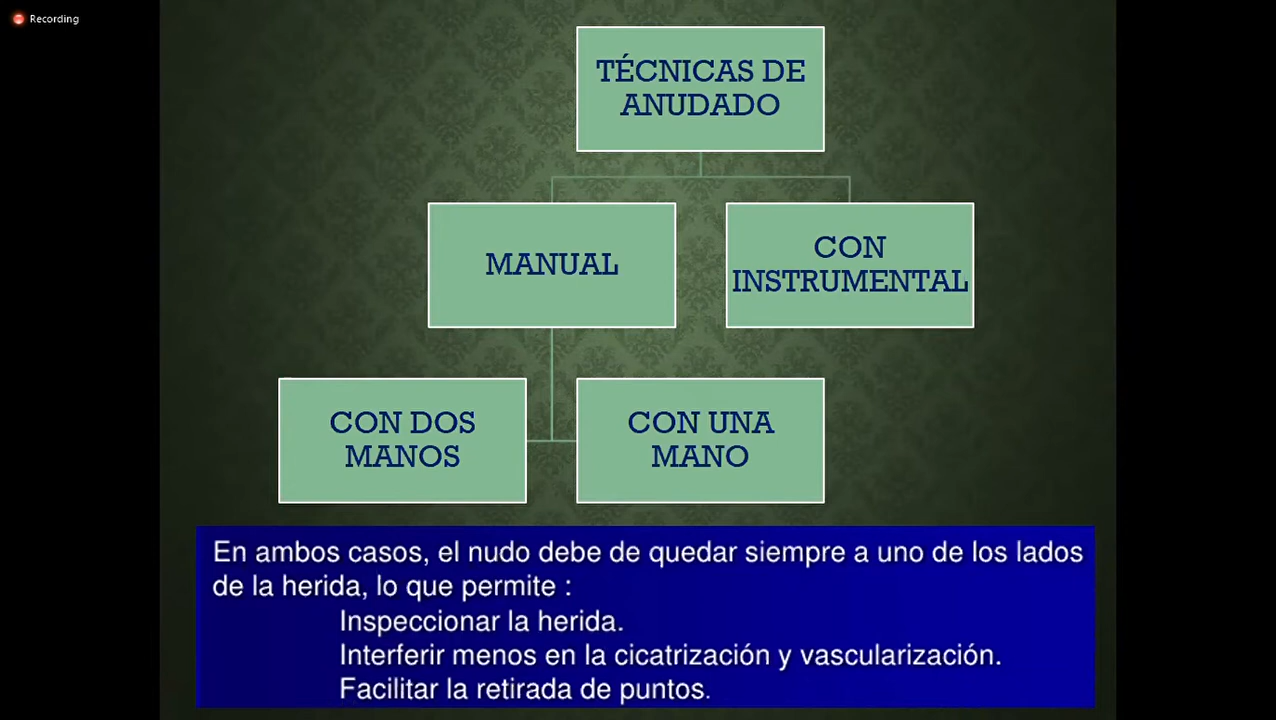 Recording
TÉCNICAS DE
ANUDADO
MANUAL
CON
INSTRUMENTAL
CON DOS
MANOS
CON UNA
MANO
En ambos casos, el nudo debe de quedar siempre a uno de los lados
de la herida, lo que permite :
Inspeccionar la herida.
Interferir menos en la cicatrización y vascularización.
Facilitar la retirada de puntos.